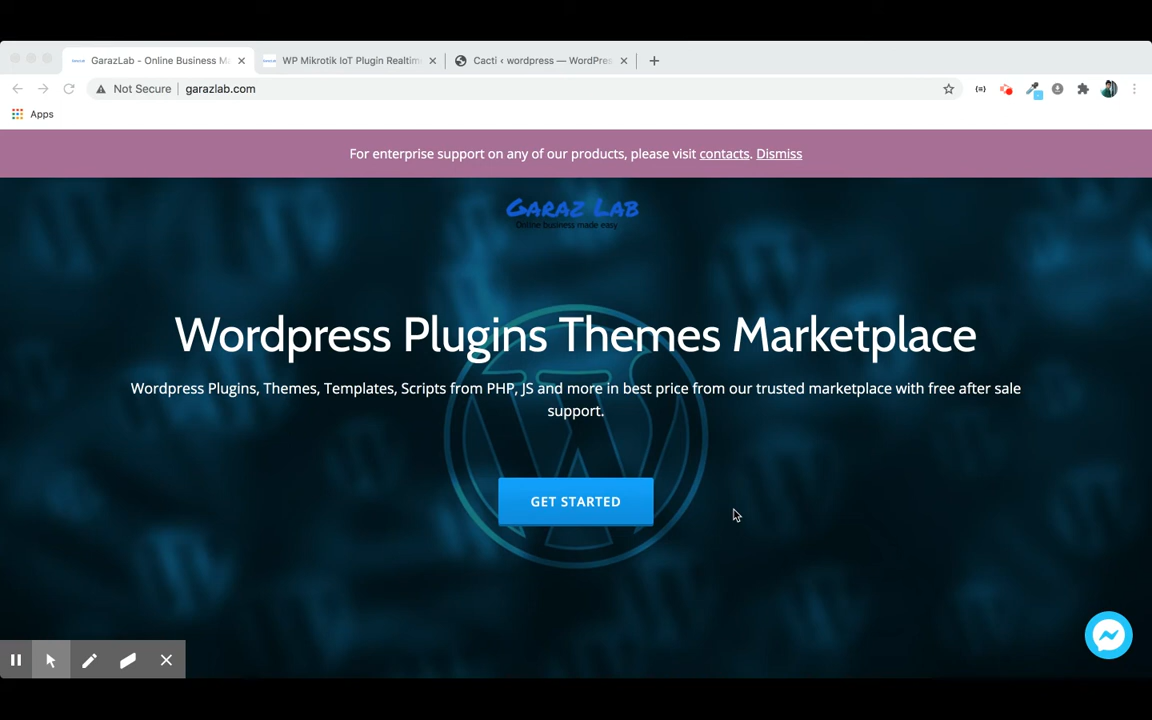 GarazLab - Online Business Ma
WP Mikrotik IoT Plugin Realtim
Cacti ‹ wordpress — WordPres
Not Secure
garazlab.com
Apps
For enterprise support on any of our products, please visit contacts. Dismiss
Garaz Lab
Online business made easy
Wordpress Plugins Themes Marketplace
Wordpress Plugins, Themes, Templates, Scripts from PHP, JS and more in best price from our trusted marketplace with free after sale
support.
GET STARTED